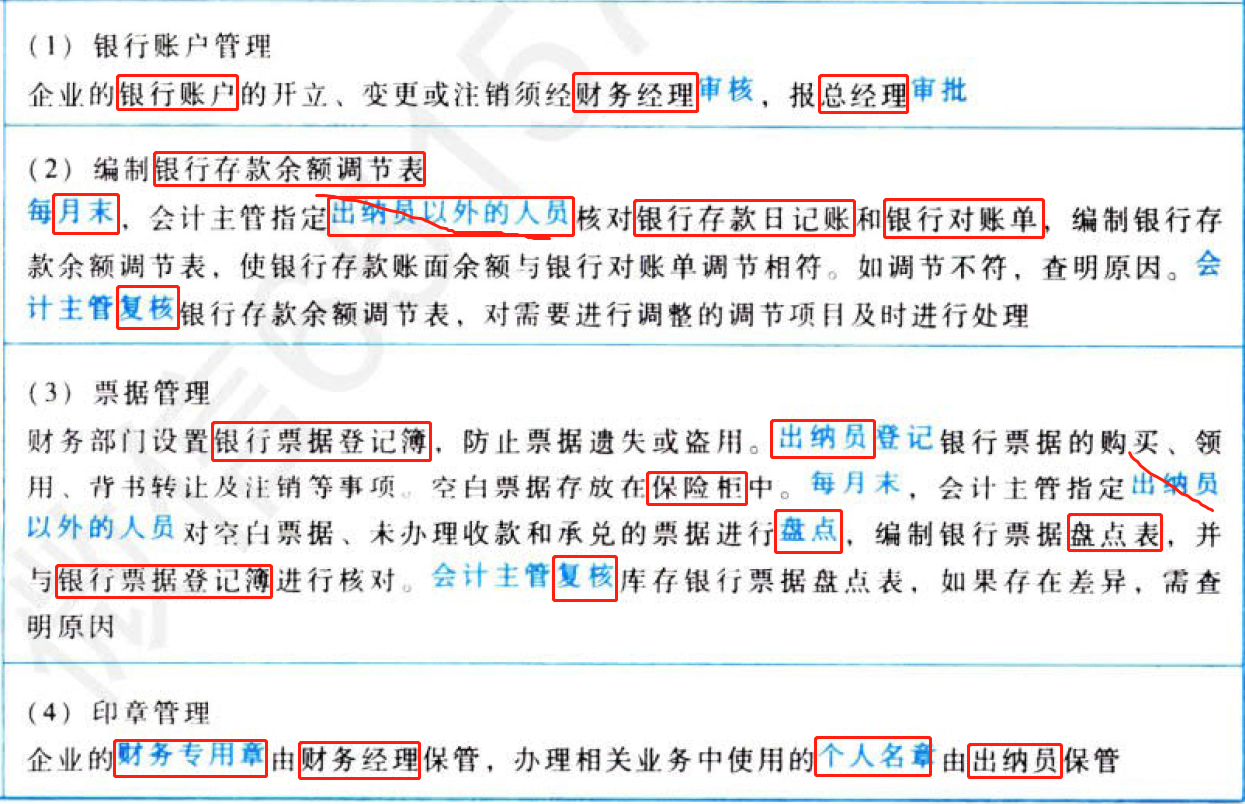 (1) 银行账户管理
企业的银行账户的开立、变更或注销须经财务经理审核，报总经理审批
(2) 编制银行存款余额调节表
每月末，会计主管指定出纳员以外的人员核对银行存款日记账和银行对账单，编制银行存
款余额调节表，使银行存款账面余额与银行对账单调节相符。如调节不符，查明原因。会
计主管复核银行存款余额调节表，对需要进行调整的调节项目及时进行处理
(3) 票据管理
财务部门设置银行票据登记簿，防止票据遗失或盗用。出纳员登记银行票据的购买、领
用、背书转让及注销等事项。空白票据存放在保险柜中。每月末，会计主管指定出纳员
以外的人员对空白票据、未办理收款和承兑的票据进行盘点，编制银行票据盘点表，并
与银行票据登记簿进行核对。会计主管复核库存银行票据盘点表，如果存在差异，需查
明原因
(4) 印章管理
企业的财务专用章由财务经理保管，办理相关业务中使用的个人名章由出纳员保管